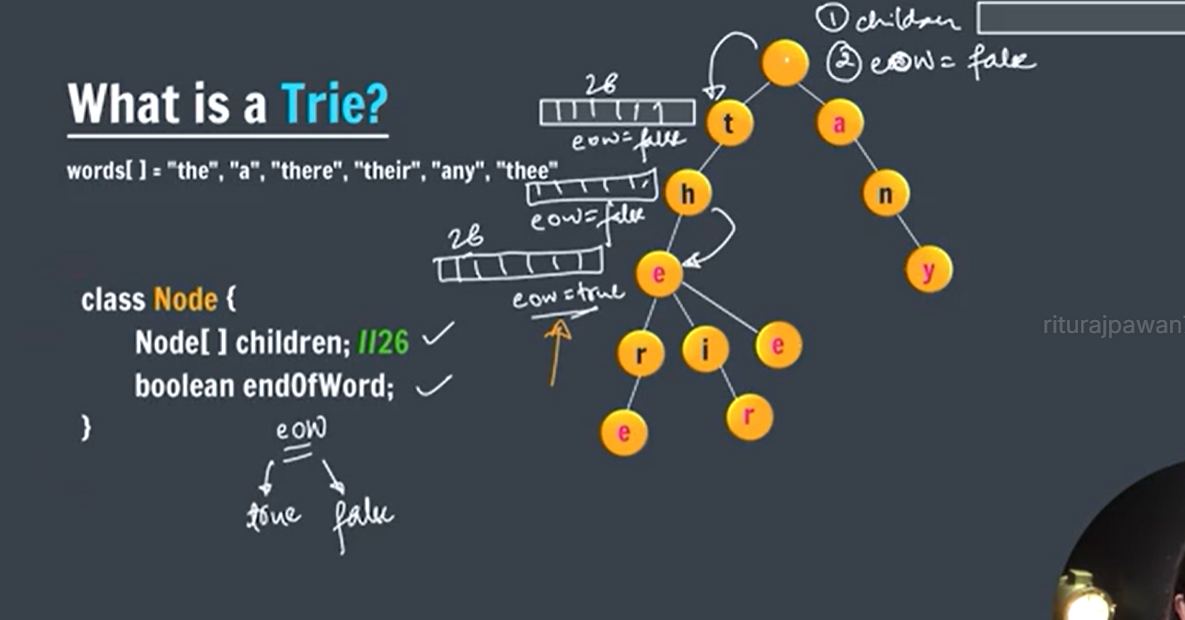 ① children
② eow = false
What is a Trie?
words[ ] = "the", "a", "there", "their", "any", "thee"
26
eow=false
eow=false
26
eow=true
class Node {
Node[ ] children; //26 ✓
boolean endOfWord; ✓
}
eow
true false
t a
h n
e y
r i e
e r
riturajpawan